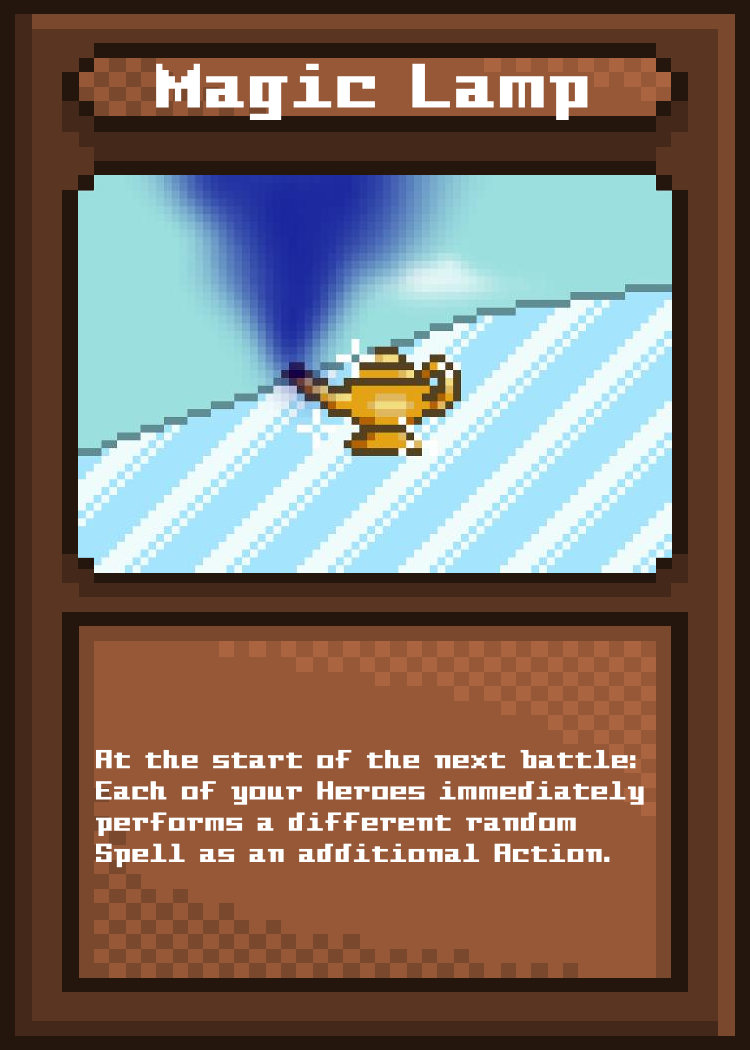 Magic Lamp
At the start of the next battle:
Each of your Heroes immediately
performs a different random
Spell as an additional Action.